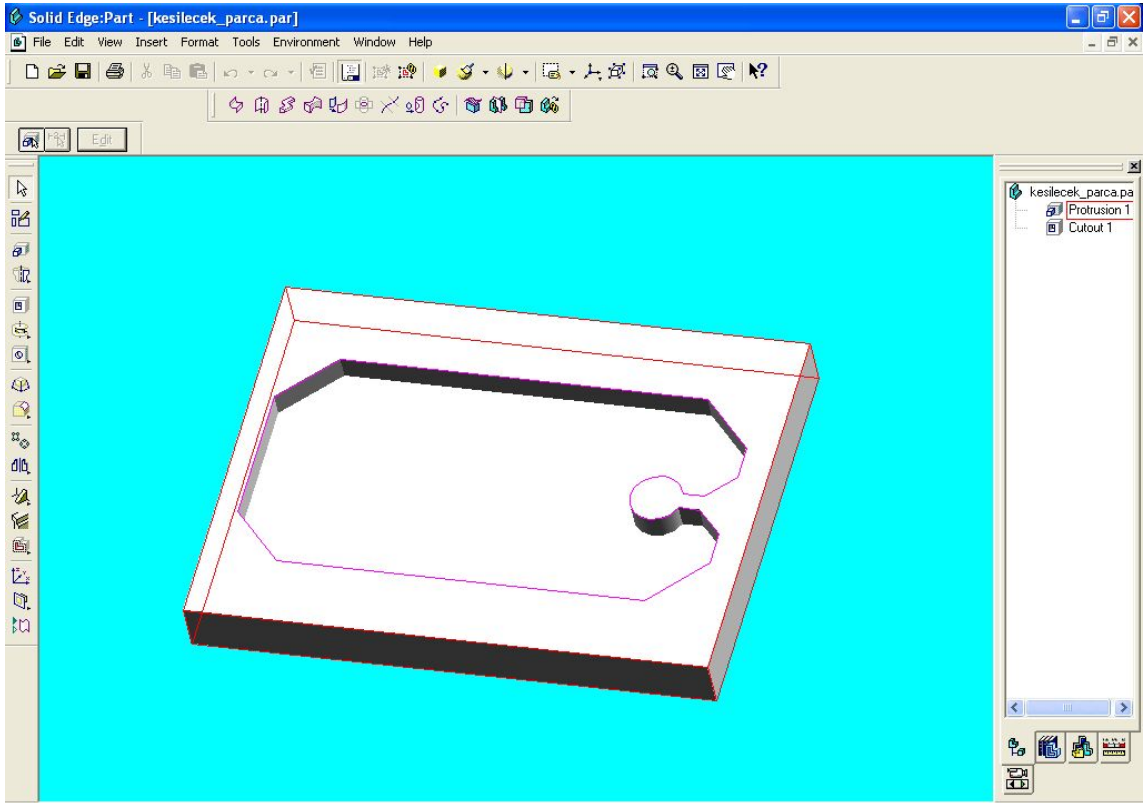 Solid Edge:Part - [kesilecek_parca.par]
File Edit View Insert Format Tools Environment Window Help
Edit
kesilecek_parca.pa
Protrusion 1
Cutout 1